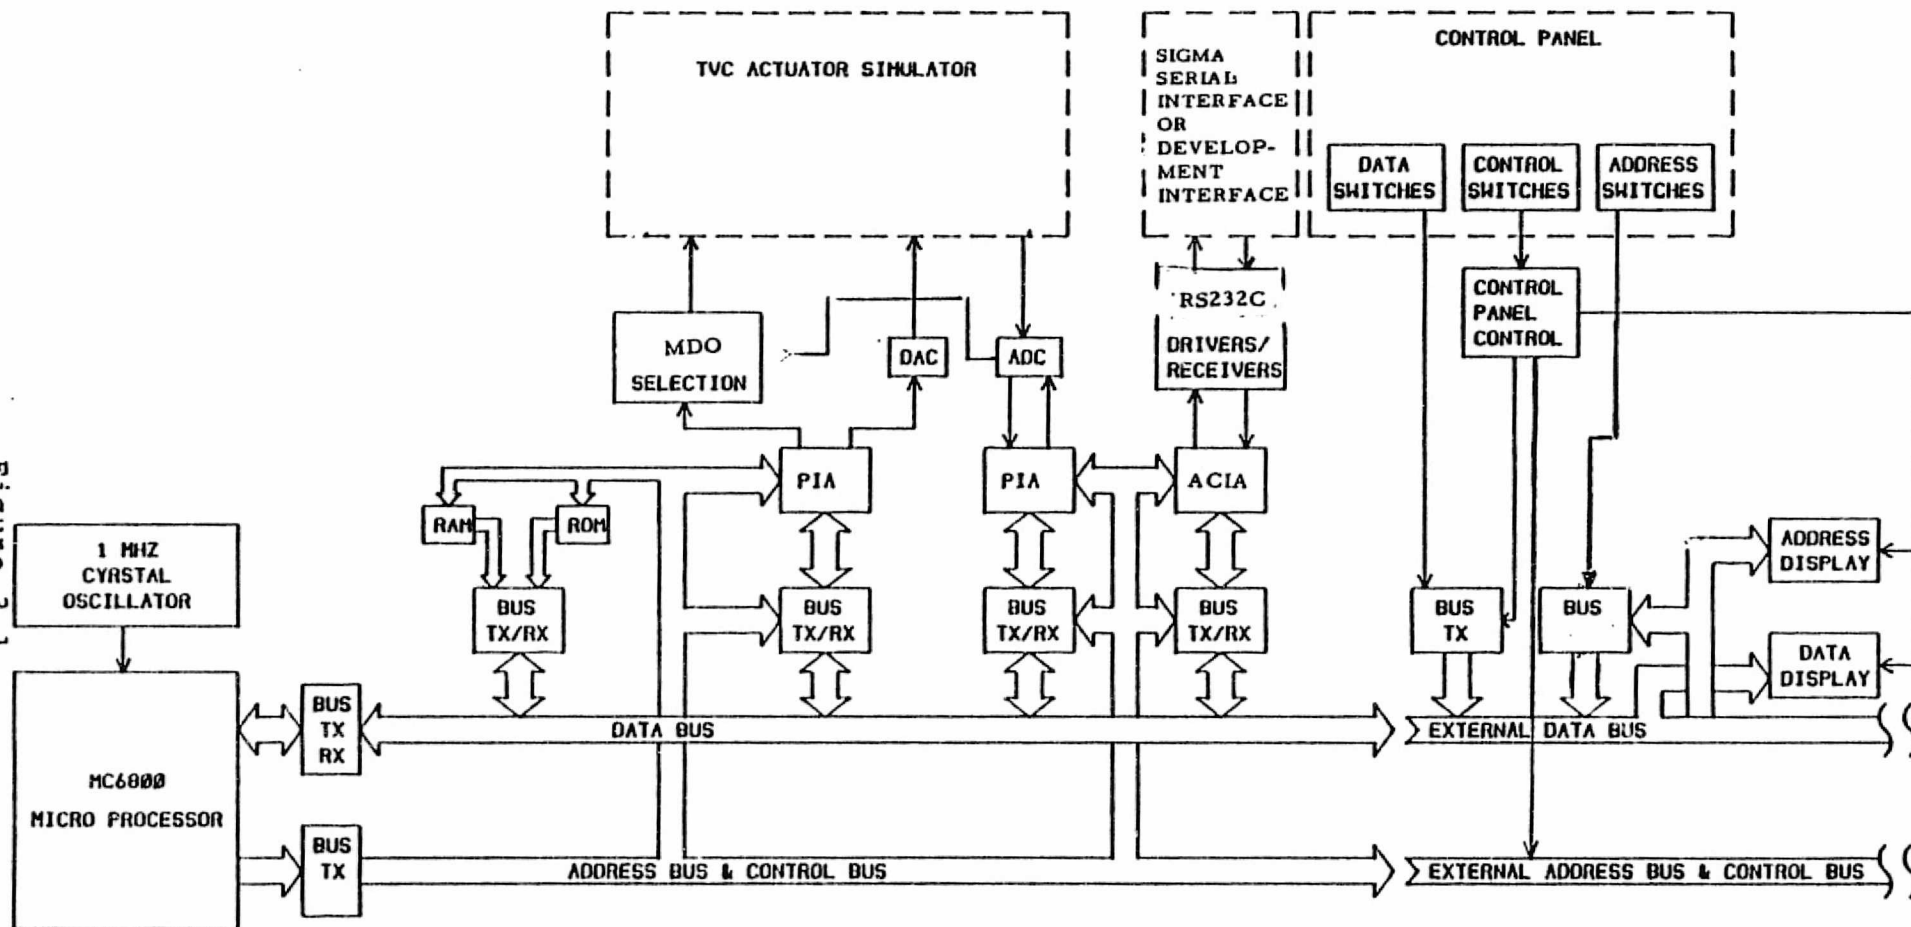 TVC ACTUATOR SIMULATOR
SIGMA
SERIAL
INTERFACE
OR
DEVELOP-
MENT
INTERFACE
CONTROL PANEL
DATA
SWITCHES
CONTROL
SWITCHES
ADDRESS
SWITCHES
MDO
SELECTION
DAC
ADC
RS232C
DRIVERS/
RECEIVERS
CONTROL
PANEL
CONTROL
RAM
ROM
PIA
PIA
ACIA
1 MHZ
CYRSTAL
OSCILLATOR
BUS
TX/RX
BUS
TX/RX
BUS
TX/RX
BUS
TX/RX
BUS
TX
BUS
ADDRESS
DISPLAY
DATA
DISPLAY
MC6800
MICRO PROCESSOR
BUS
TX
RX
DATA BUS
EXTERNAL DATA BUS
BUS
TX
ADDRESS BUS & CONTROL BUS
EXTERNAL ADDRESS BUS & CONTROL BUS